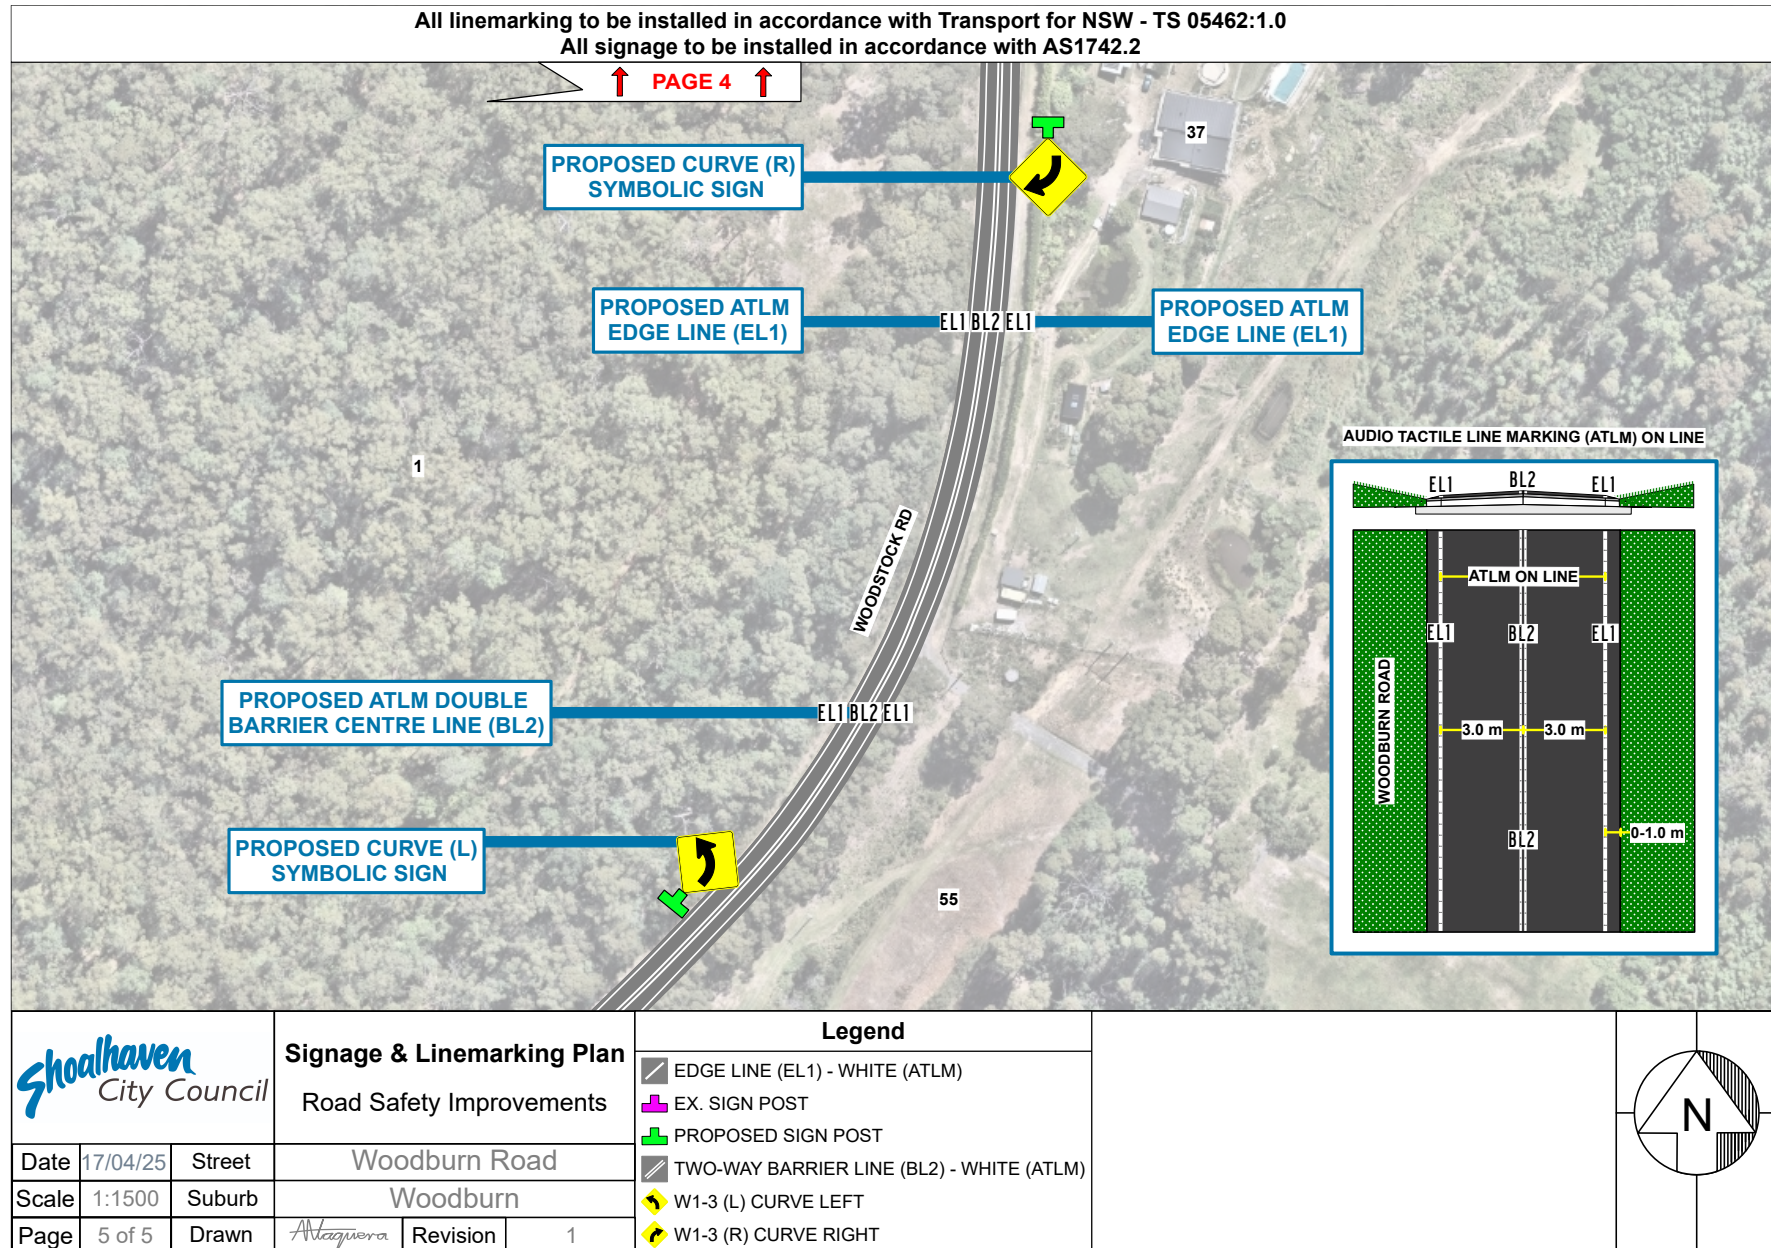 All linemarking to be installed in accordance with Transport for NSW - TS 05462:1.0
All signage to be installed in accordance with AS1742.2
PAGE 4
PROPOSED CURVE (R)
SYMBOLIC SIGN
37
PROPOSED ATLM
EDGE LINE (EL1)
EL1 BL2 EL1
PROPOSED ATLM
EDGE LINE (EL1)
1
WOODSTOCK RD
PROPOSED ATLM DOUBLE
BARRIER CENTRE LINE (BL2)
EL1 BL2 EL1
PROPOSED CURVE (L)
SYMBOLIC SIGN
55
AUDIO TACTILE LINE MARKING (ATLM) ON LINE
EL1 BL2 EL1
ATLM ON LINE
EL1 BL2 EL1
WOODBURN ROAD
3.0 m 3.0 m
0-1.0 m
BL2
Shoalhaven
City Council
Signage & Linemarking Plan
Road Safety Improvements
Date 17/04/25 Street Woodburn Road
Scale 1:1500 Suburb Woodburn
Page 5 of 5 Drawn Revision 1
Legend
EDGE LINE (EL1) - WHITE (ATLM)
EX. SIGN POST
PROPOSED SIGN POST
TWO-WAY BARRIER LINE (BL2) - WHITE (ATLM)
W1-3 (L) CURVE LEFT
W1-3 (R) CURVE RIGHT
N